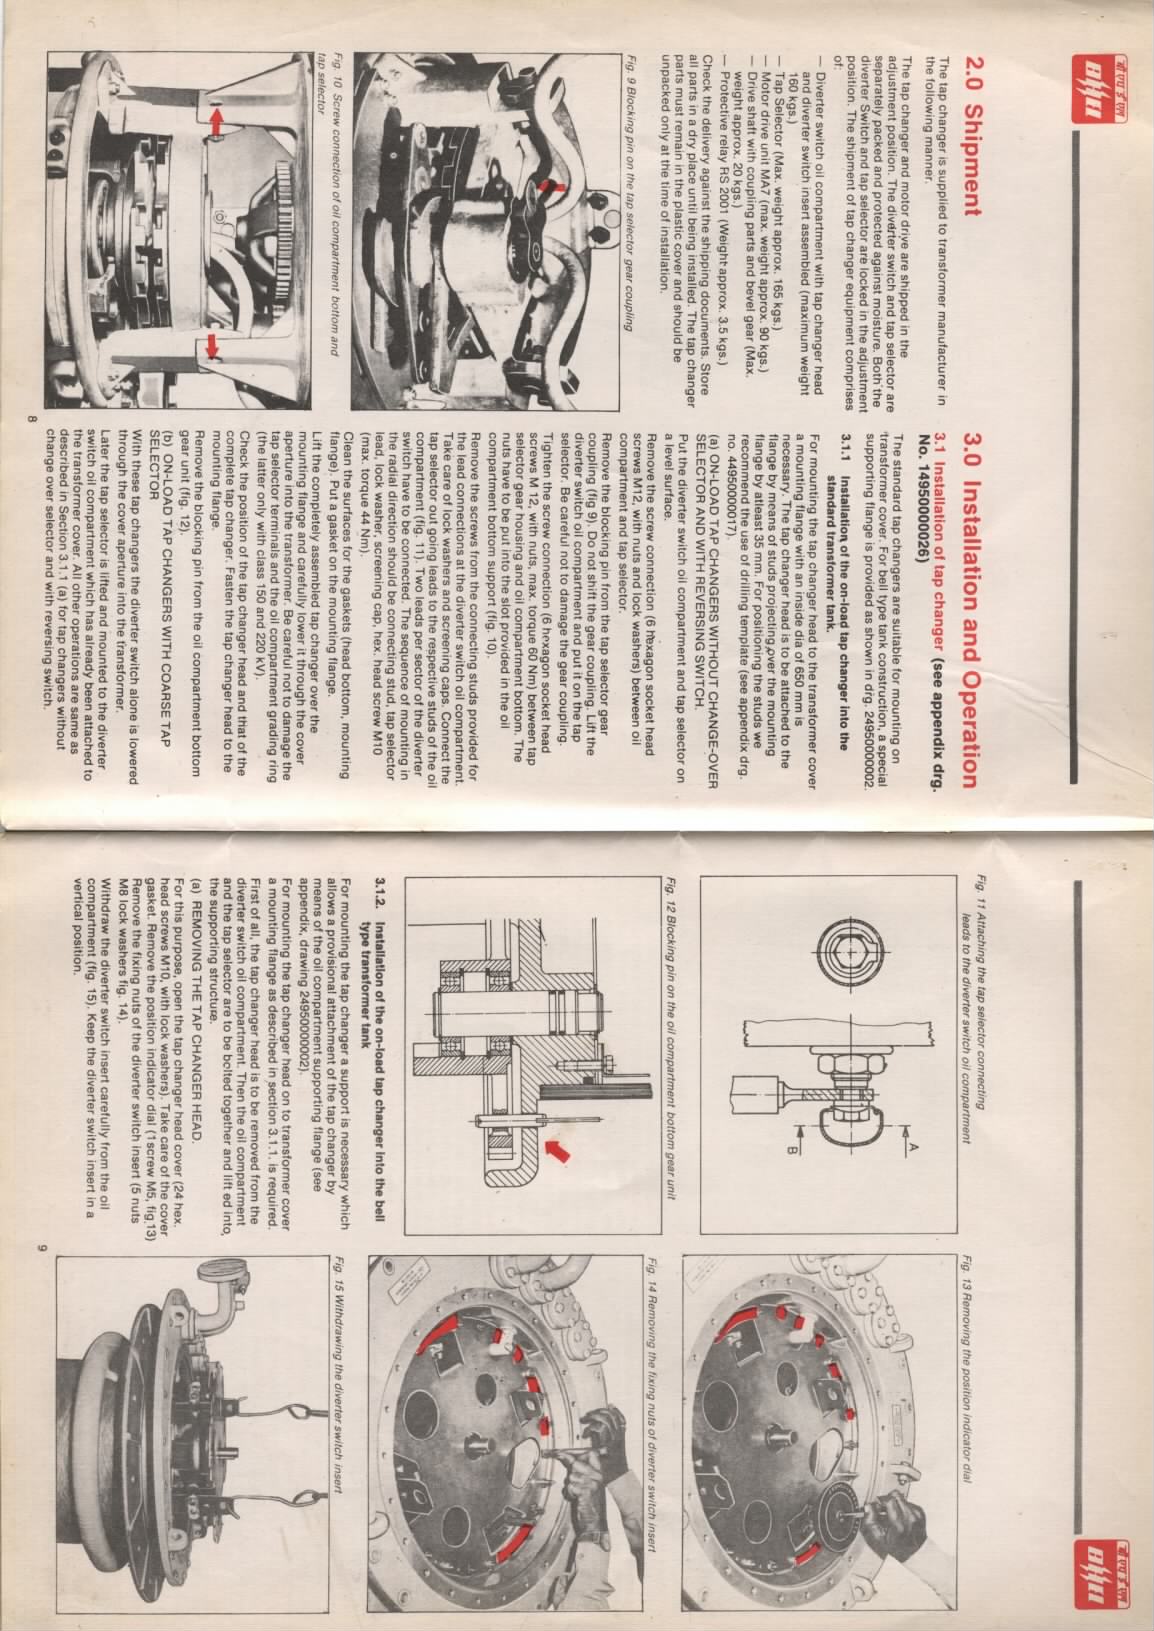 बी एच ई एल
2.0 Shipment
The tap changer is supplied to transformer manufacturer in
the following manner.
The tap changer and motor drive are shipped in the
adjustment position. The diverter switch and tap selector are
separately packed and protected against moisture. Both the
diverter Switch and tap selector are locked in the adjustment
position. The shipment of tap changer equipment comprises
of:
— Diverter switch oil compartment with tap changer head
and diverter switch insert assembled (maximum weight
160 kgs.)
— Tap Selector (Max. weight approx. 165 kgs.)
— Motor drive unit MA7 (max. weight approx. 90 kgs.)
— Drive shaft with coupling parts and bevel gear (Max.
weight approx. 20 kgs.)
— Protective relay RS 2001 (Weight approx. 3.5 kgs.)
Check the delivery against the shipping documents. Store
all parts in a dry place until being installed. The tap changer
parts must remain in the plastic cover and should be
unpacked only at the time of installation.
Fig. 9 Blocking pin on the tap selector gear coupling
Fig. 10 Screw connection of oil compartment bottom and
tap selector
3.0 Installation and Operation
3.1 Installation of tap changer (see appendix drg.
No. 1495000026)
The standard tap changers are suitable for mounting on
transformer cover. For bell type tank construction, a special
supporting flange is provided as shown in drg. 2495000002.
3.1.1 Installation of the on-load tap changer into the
standard transformer tank.
For mounting the tap changer head to the transformer cover
a mounting flange with an inside dia of 650 mm is
necessary. The tap changer head is to be attached to the
flange by means of studs projecting over the mounting
flange by atleast 35 mm. For positioning the studs we
recommend the use of drilling template (see appendix drg.
no. 4495000017).
(a) ON-LOAD TAP CHANGERS WITHOUT CHANGE-OVER
SELECTOR AND WITH REVERSING SWITCH.
Put the diverter switch oil compartment and tap selector on
a level surface.
Remove the screw connection (6 hexagon socket head
screws M12, with nuts and lock washers) between oil
compartment and tap selector.
Remove the blocking pin from the tap selector gear
coupling (fig 9). Do not shift the gear coupling. Lift the
diverter switch oil compartment and put it on the tap
selector. Be careful not to damage the gear coupling.
Tighten the screw connection (6 hexagon socket head
screws M 12, with nuts, max. torque 60 Nm) between tap
selector gear housing and oil compartment bottom. The
nuts have to be put into the slot provided in the oil
compartment bottom support (fig. 10).
Remove the screws from the connecting studs provided for
the lead connections at the diverter switch oil compartment.
Take care of lock washers and screening caps. Connect the
tap selector out going leads to the respective studs of the oil
compartment (fig. 11). Two leads per sector of the diverter
switch have to be connected. The sequence of mounting in
the radial direction should be connecting stud, tap selector
lead, lock washer, screening cap, hex. head screw M10
(max. torque 44 Nm).
Clean the surfaces for the gaskets (head bottom, mounting
flange). Put a gasket on the mounting flange.
Lift the completely assembled tap changer over the
mounting flange and carefully lower it through the cover
aperture into the transformer. Be careful not to damage the
tap selector terminals and the oil compartment grading ring
(the latter only with class 150 and 220 kV).
Check the position of the tap changer head and that of the
complete tap changer. Fasten the tap changer head to the
mounting flange.
Remove the blocking pin from the oil compartment bottom
gear unit (fig. 12).
(b) ON-LOAD TAP CHANGERS WITH COARSE TAP
SELECTOR
With these tap changers the diverter switch alone is lowered
through the cover aperture into the transformer.
Later the tap selector is lifted and mounted to the diverter
switch oil compartment which has already been attached to
the transformer cover. All other operations are same as
described in Section 3.1.1 (a) for tap changers without
change over selector and with reversing switch.
8
Fig. 11 Attaching the tap selector connecting
leads to the diverter switch oil compartment
A
B
Fig. 12 Blocking pin on the oil compartment bottom gear unit
3.1.2. Installation of the on-load tap changer into the bell
type transformer tank
For mounting the tap changer a support is necessary which
allows a provisional attachment of the tap changer by
means of the oil compartment supporting flange (see
appendix, drawing 2495000002).
For mounting the tap changer head on to transformer cover
a mounting flange as described in section 3.1.1. is required.
First of all, the tap changer head is to be removed from the
diverter switch oil compartment. Then the oil compartment
and the tap selector are to be bolted together and lift ed into
the supporting structure.
(a) REMOVING THE TAP CHANGER HEAD.
For this purpose, open the tap changer head cover (24 hex.
head screws M10, with lock washers). Take care of the cover
gasket. Remove the position indicator dial (1 screw M5, fig 13)
Remove the fixing nuts of the diverter switch insert (5 nuts
M8 lock washers fig. 14).
Withdraw the diverter switch insert carefully from the oil
compartment (fig. 15). Keep the diverter switch insert in a
vertical position.
Fig. 13 Removing the position indicator dial
Fig. 14 Removing the fixing nuts of diverter switch insert
Fig. 15 Withdrawing the diverter switch insert
9
बी एच ई एल